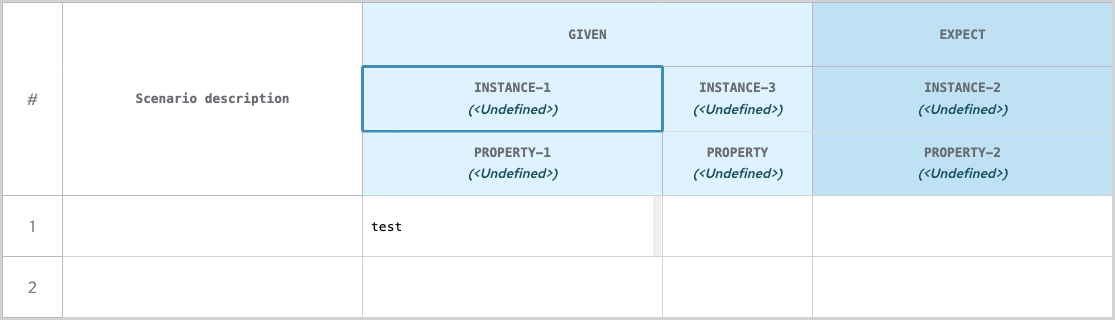 #
Scenario description
GIVEN
EXPECT
INSTANCE-1
(<Undefined>)
INSTANCE-3
(<Undefined>)
INSTANCE-2
(<Undefined>)
PROPERTY-1
(<Undefined>)
PROPERTY
(<Undefined>)
PROPERTY-2
(<Undefined>)
1
test
2